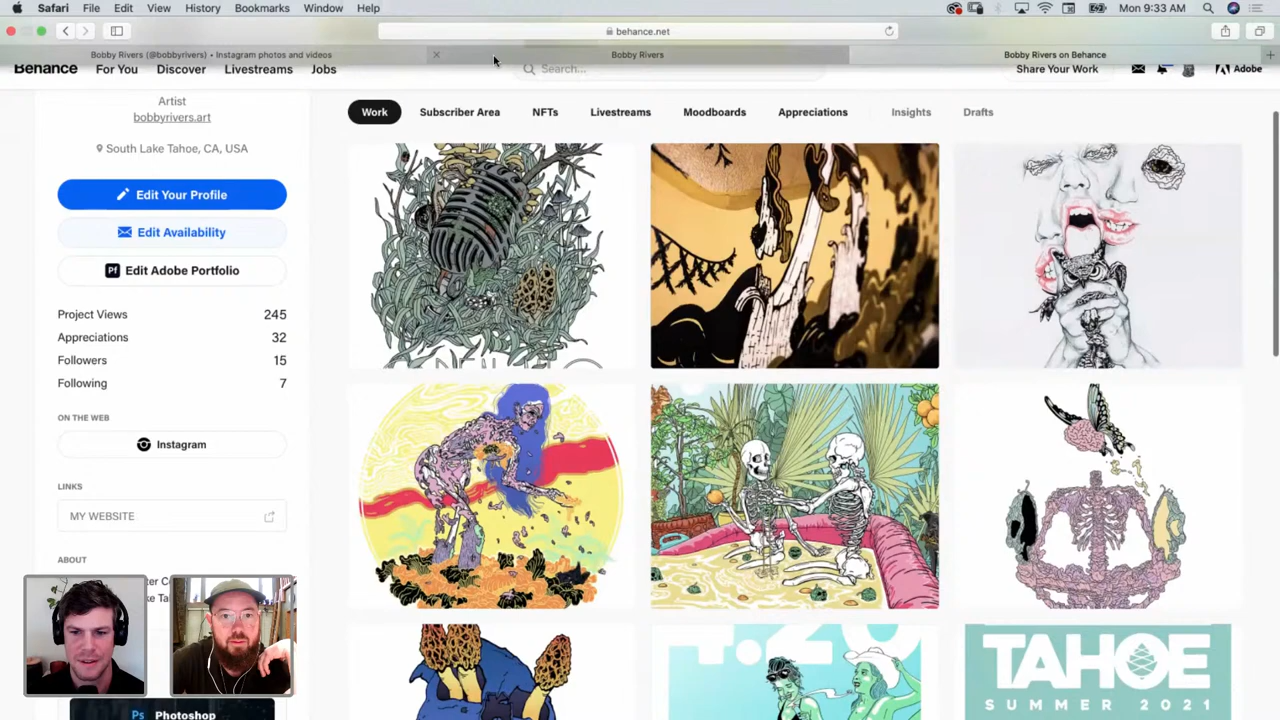 Safari File Edit View History Bookmarks Window Help Mon 9:33 AM
behance.net
Bobby Rivers (@bobbyrivers) • Instagram photos and videos Bobby Rivers Bobby Rivers on Behance
Behance For You Discover Livestreams Jobs Search... Share Your Work Adobe
Artist
bobbyrivers.art
South Lake Tahoe, CA, USA
Edit Your Profile
Edit Availability
Pf Edit Adobe Portfolio
Project Views 245
Appreciations 32
Followers 15
Following 7
ON THE WEB
Instagram
LINKS
MY WEBSITE
ABOUT
Ps Photoshop
Work Subscriber Area NFTs Livestreams Moodboards Appreciations Insights Drafts
TAHOE
SUMMER 2021